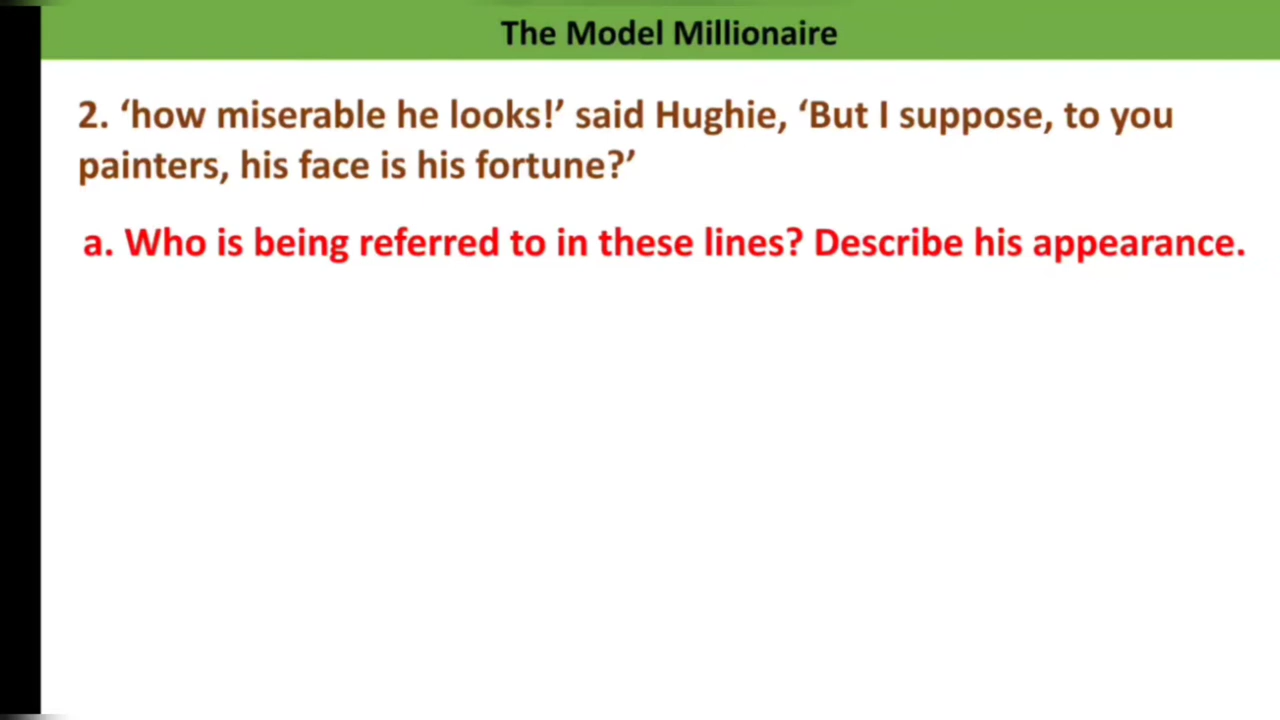 The Model Millionaire
2. ‘how miserable he looks!’ said Hughie, ‘But I suppose, to you
painters, his face is his fortune?’
a. Who is being referred to in these lines? Describe his appearance.